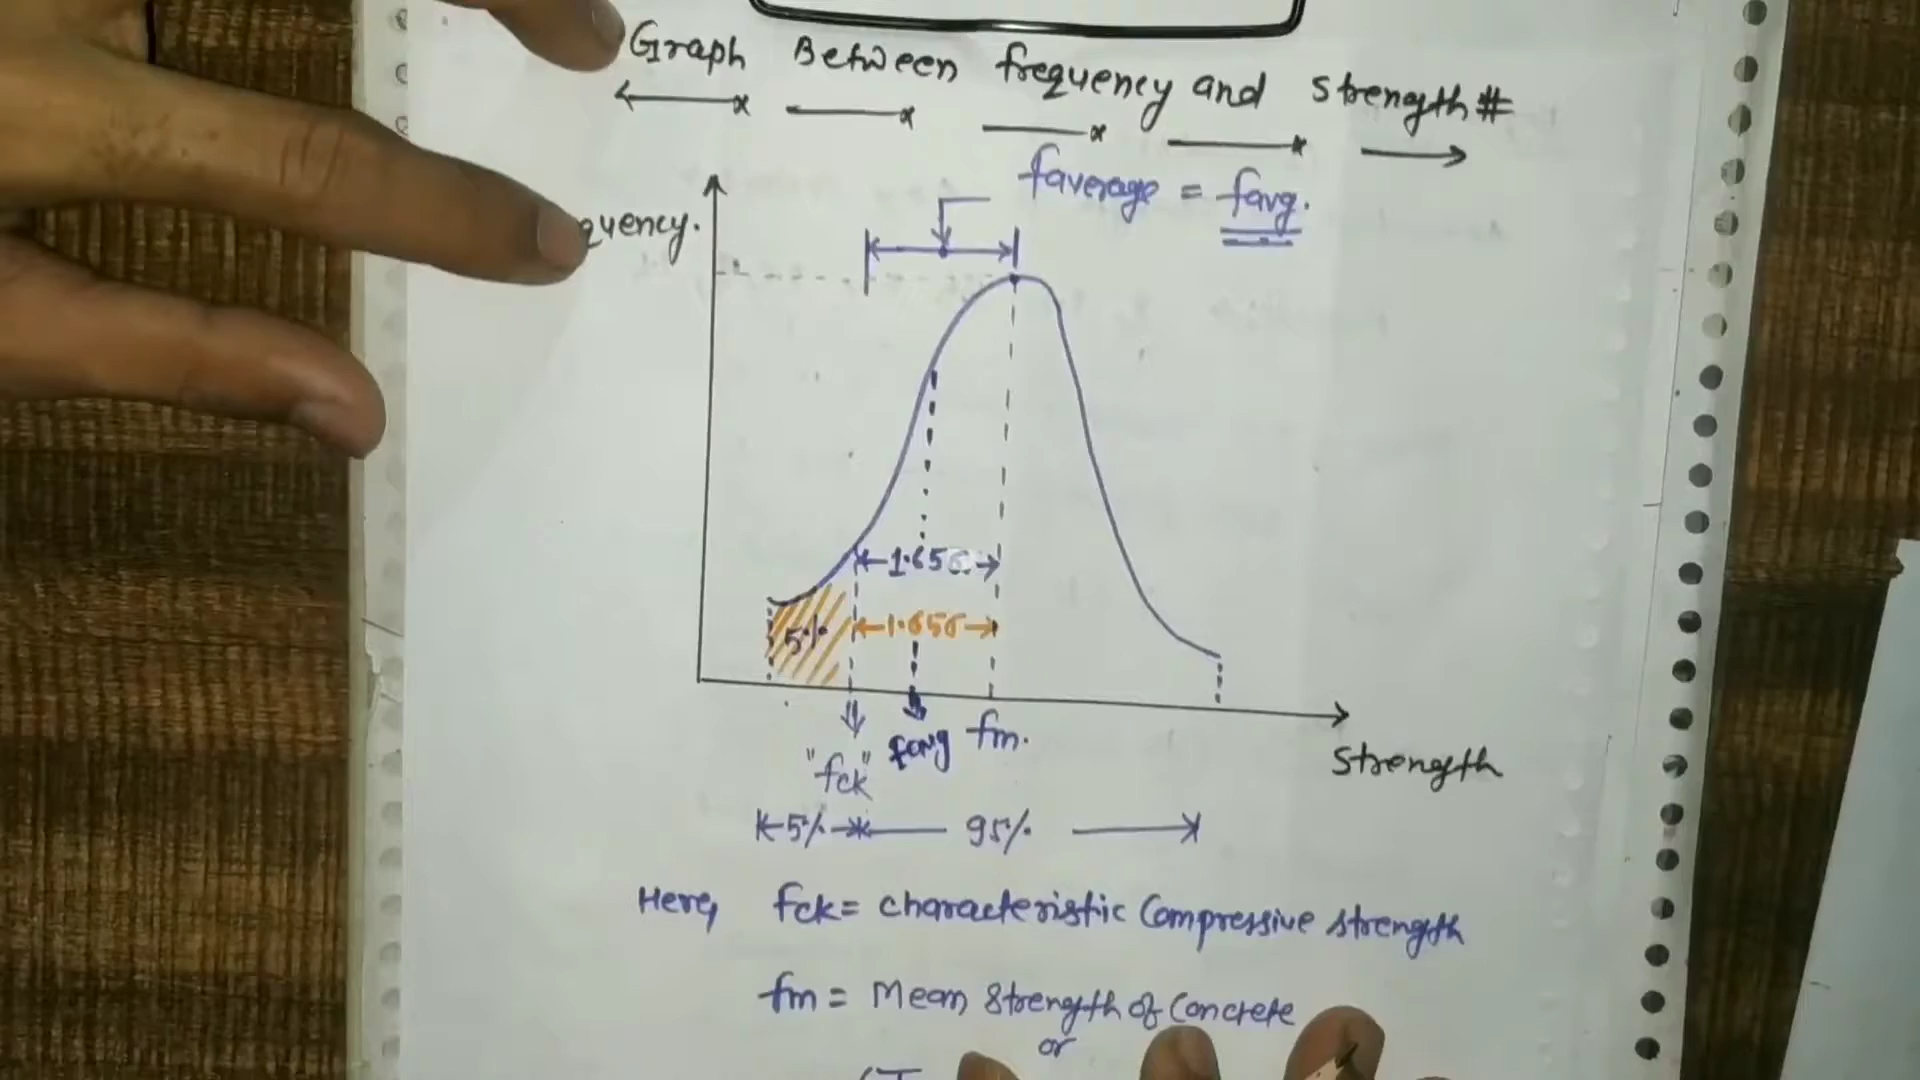 Graph Between frequency and strength #
faverage = favg.
quency.
1.65σ
5%
1.65σ
"fck" favg fm.
strength
5% 95%
Here, fck = characteristic Compressive strength
fm = Mean strength of Concrete
or